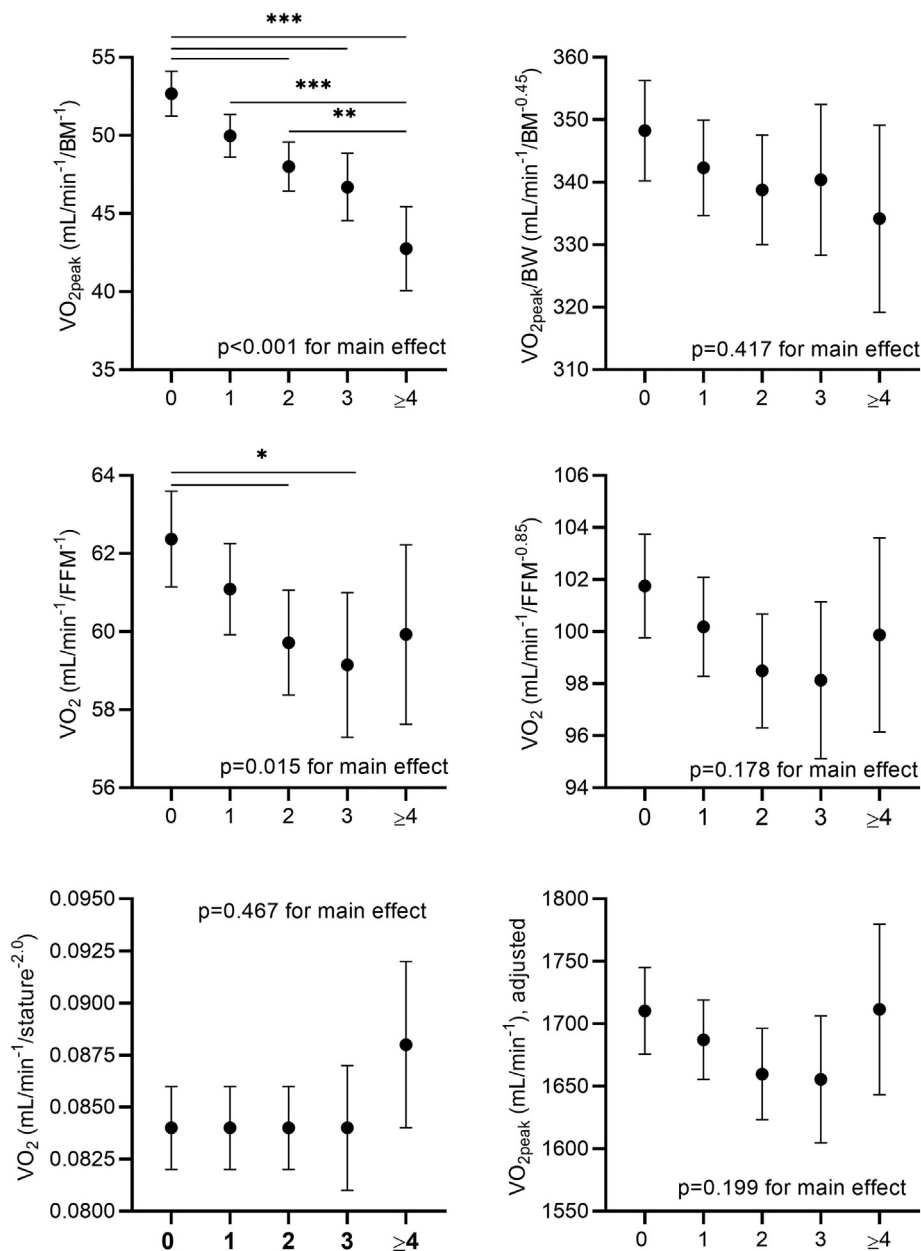 ***
***
**
VO₂peak (mL/min⁻¹/BM⁻¹)
55
50
45
40
35
p<0.001 for main effect
0 1 2 3 ≥4
VO₂peak/BW (mL/min⁻¹/BM⁻⁰·⁴⁵)
360
350
340
330
320
310
p=0.417 for main effect
0 1 2 3 ≥4
*
VO₂ (mL/min⁻¹/FFM⁻¹)
64
62
60
58
56
p=0.015 for main effect
0 1 2 3 ≥4
VO₂ (mL/min⁻¹/FFM⁻⁰·⁸⁵)
106
104
102
100
98
96
94
p=0.178 for main effect
0 1 2 3 ≥4
VO₂ (mL/min⁻¹/stature⁻²·⁰)
0.0950
0.0925
0.0900
0.0875
0.0850
0.0825
0.0800
p=0.467 for main effect
0 1 2 3 ≥4
VO₂peak (mL/min⁻¹), adjusted
1800
1750
1700
1650
1600
1550
p=0.199 for main effect
0 1 2 3 ≥4